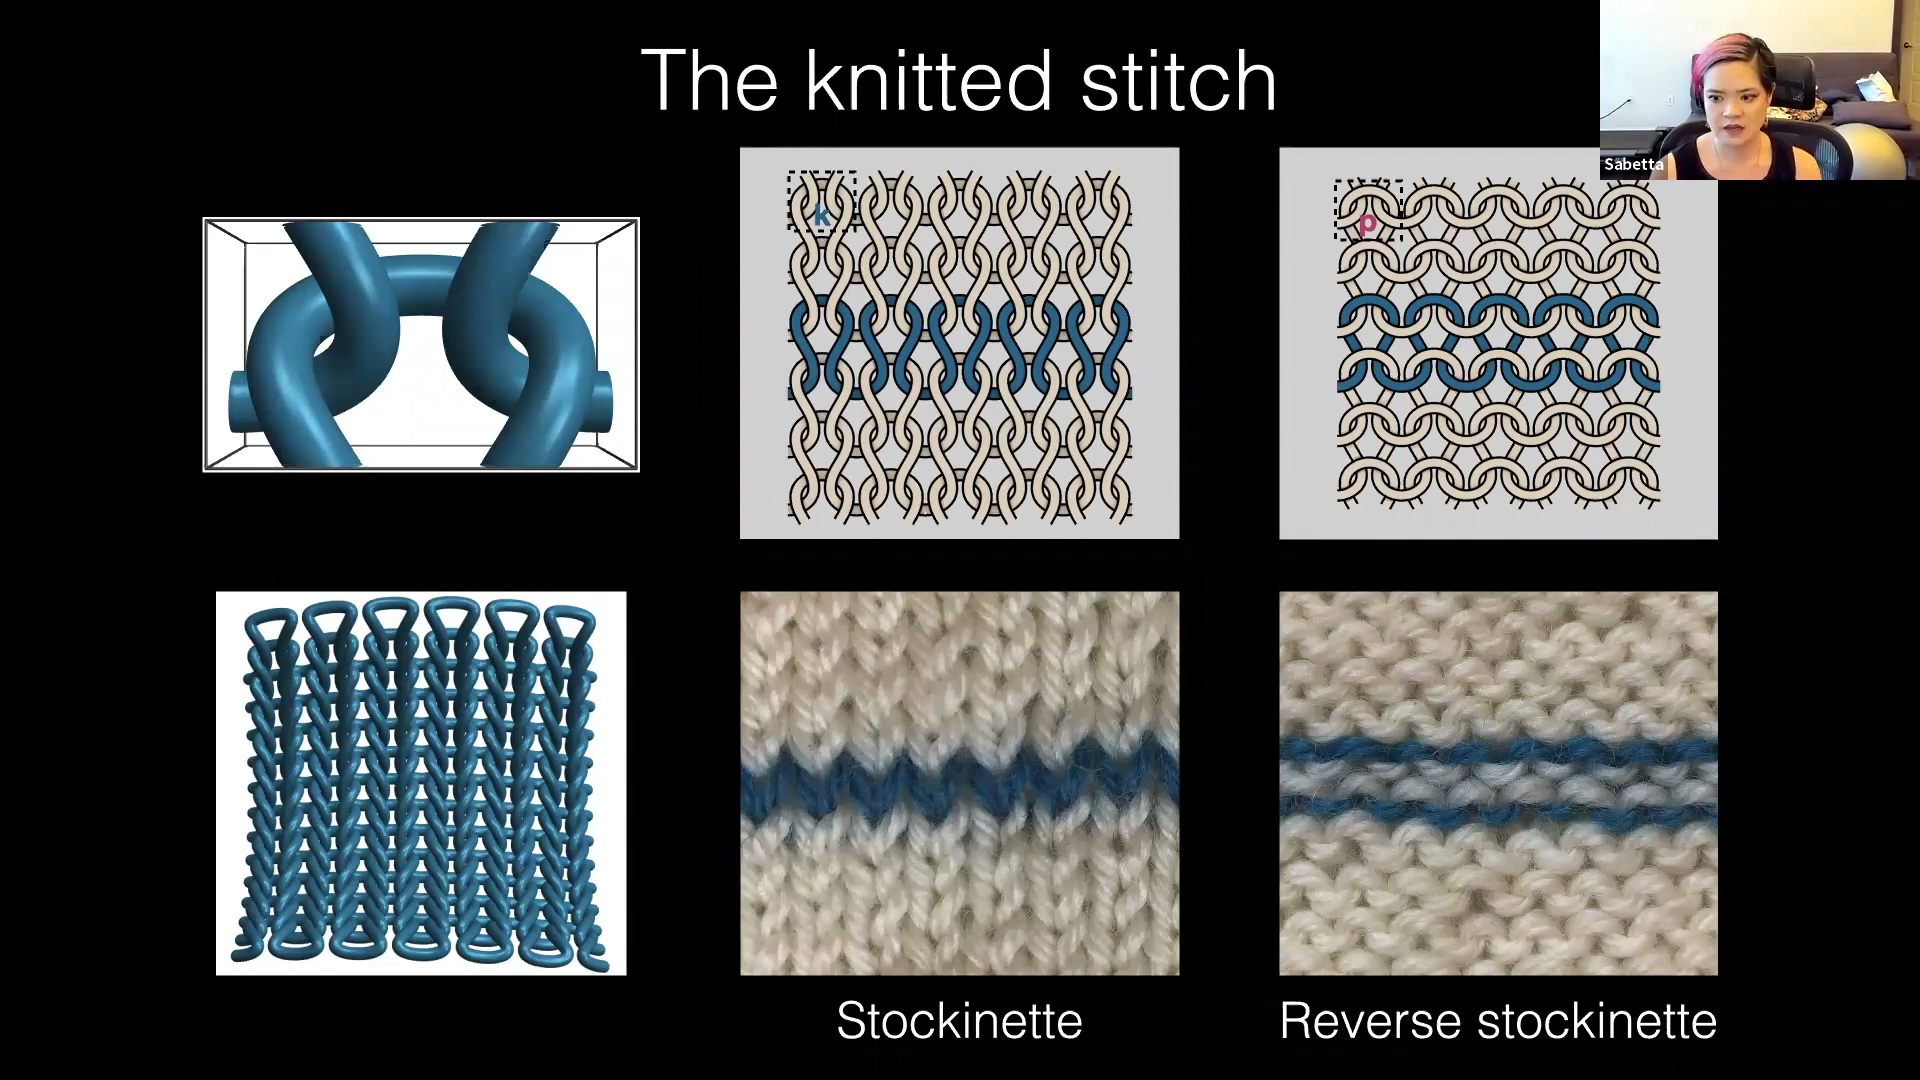 The knitted stitch
Sabetta
k
p
Stockinette
Reverse stockinette